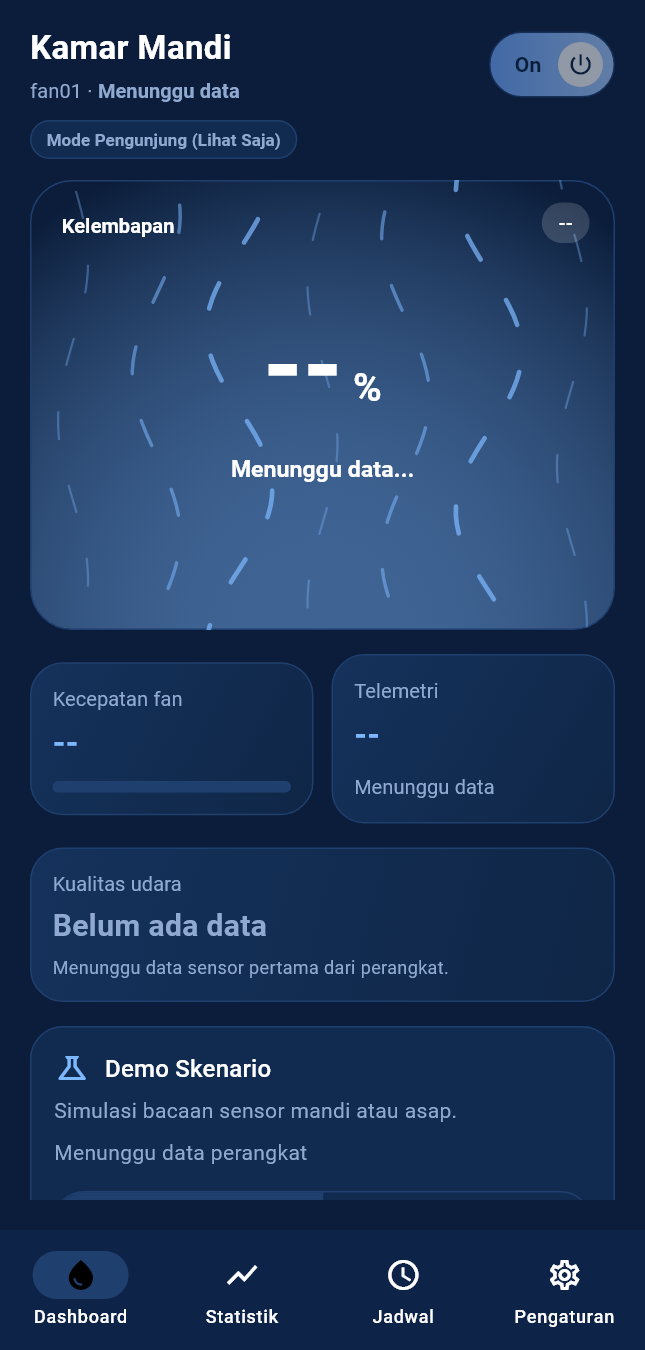 Kamar Mandi
fan01 · Menunggu data
On
Mode Pengunjung (Lihat Saja)
Kelembapan
--
-- %
Menunggu data...
Kecepatan fan
--
Telemetri
--
Menunggu data
Kualitas udara
Belum ada data
Menunggu data sensor pertama dari perangkat.
Demo Skenario
Simulasi bacaan sensor mandi atau asap.
Menunggu data perangkat
Dashboard
Statistik
Jadwal
Pengaturan